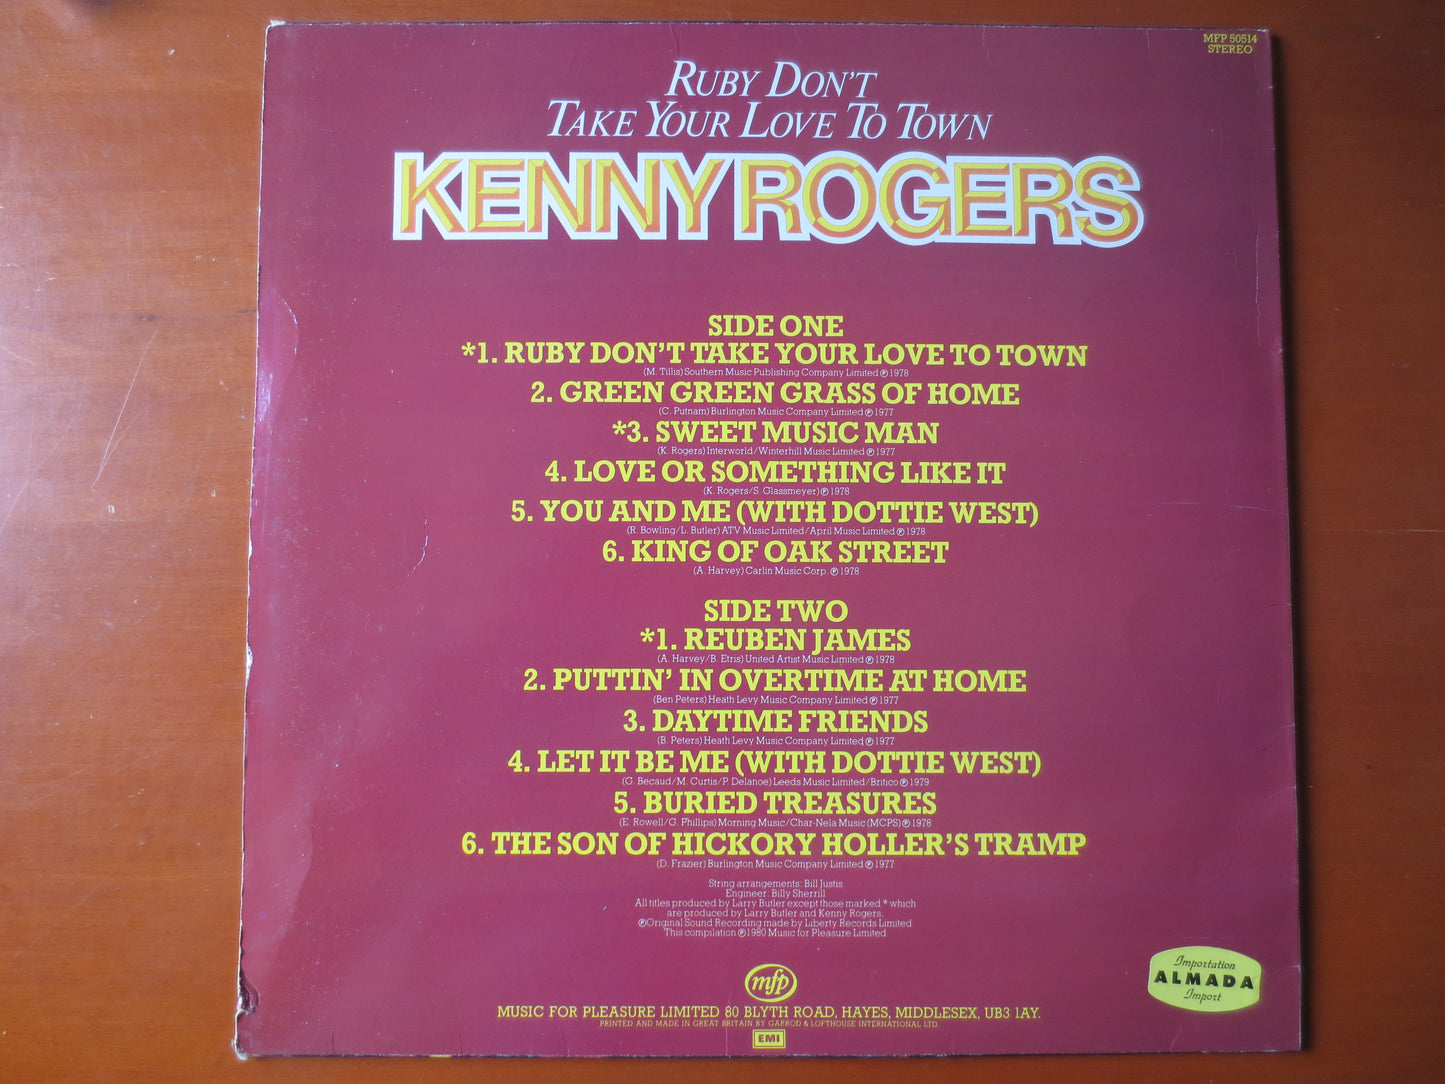 MFP 50514
STEREO
RUBY DON'T
TAKE YOUR LOVE TO TOWN
KENNY ROGERS
SIDE ONE
*1. RUBY DON'T TAKE YOUR LOVE TO TOWN
(M. Tillis) Southern Music Publishing Company Limited ℗ 1978
2. GREEN GREEN GRASS OF HOME
(C. Putnam) Burlington Music Company Limited ℗ 1977
*3. SWEET MUSIC MAN
(K. Rogers) Interworld/Winterhill Music Limited ℗ 1977
4. LOVE OR SOMETHING LIKE IT
(K. Rogers/S. Glassmeyer) ℗ 1978
5. YOU AND ME (WITH DOTTIE WEST)
(R. Bowling/L. Butler) ATV Music Limited/April Music Limited ℗ 1978
6. KING OF OAK STREET
(A. Harvey) Carlin Music Corp. ℗ 1978
SIDE TWO
*1. REUBEN JAMES
(A. Harvey/B. Etris) United Artist Music Limited ℗ 1978
2. PUTTIN' IN OVERTIME AT HOME
(Ben Peters) Heath Levy Music Company Limited ℗ 1977
3. DAYTIME FRIENDS
(B. Peters) Heath Levy Music Company Limited ℗ 1977
4. LET IT BE ME (WITH DOTTIE WEST)
(G. Becaud/M. Curtis/P. Delanoe) Leeds Music Limited/Britico ℗ 1979
5. BURIED TREASURES
(E. Rowell/G. Phillips) Morning Music/Char-Nela Music (MCPS) ℗ 1978
6. THE SON OF HICKORY HOLLER'S TRAMP
(D. Frazier) Burlington Music Company Limited ℗ 1977
String arrangements: Bill Justis
Engineer: Billy Sherrill
All titles produced by Larry Butler except those marked * which
are produced by Larry Butler and Kenny Rogers.
℗ Original Sound Recording made by Liberty Records Limited
This compilation ℗ 1980 Music for Pleasure Limited
mfp
MUSIC FOR PLEASURE LIMITED 80 BLYTH ROAD, HAYES, MIDDLESEX, UB3 1AY.
PRINTED AND MADE IN GREAT BRITAIN BY GARROD & LOFTHOUSE INTERNATIONAL LTD.
EMI
Importation
ALMADA
Import